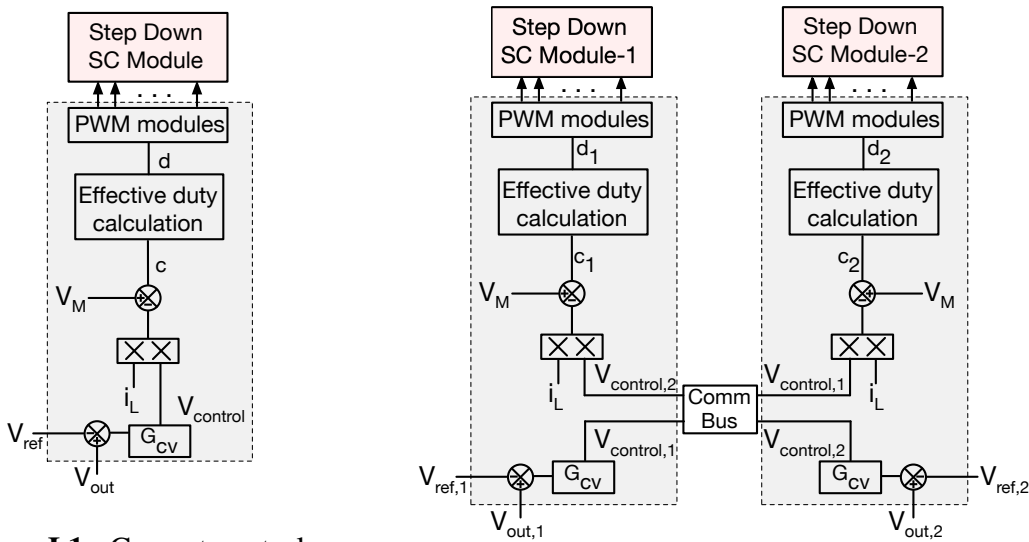 Step Down
SC Module
. . .
PWM modules
d
Effective duty
calculation
c
V_M
+
-
i_L
V_control
V_ref
-
+
G_cv
V_out
Step Down
SC Module-1
. . .
PWM modules
d_1
Effective duty
calculation
c_1
V_M
+
-
i_L
V_control,2
V_control,1
V_ref,1
-
+
G_cv
V_out,1
Comm
Bus
Step Down
SC Module-2
. . .
PWM modules
d_2
Effective duty
calculation
c_2
-
+
V_M
V_control,1
i_L
V_control,2
G_cv
-
+
V_ref,2
V_out,2